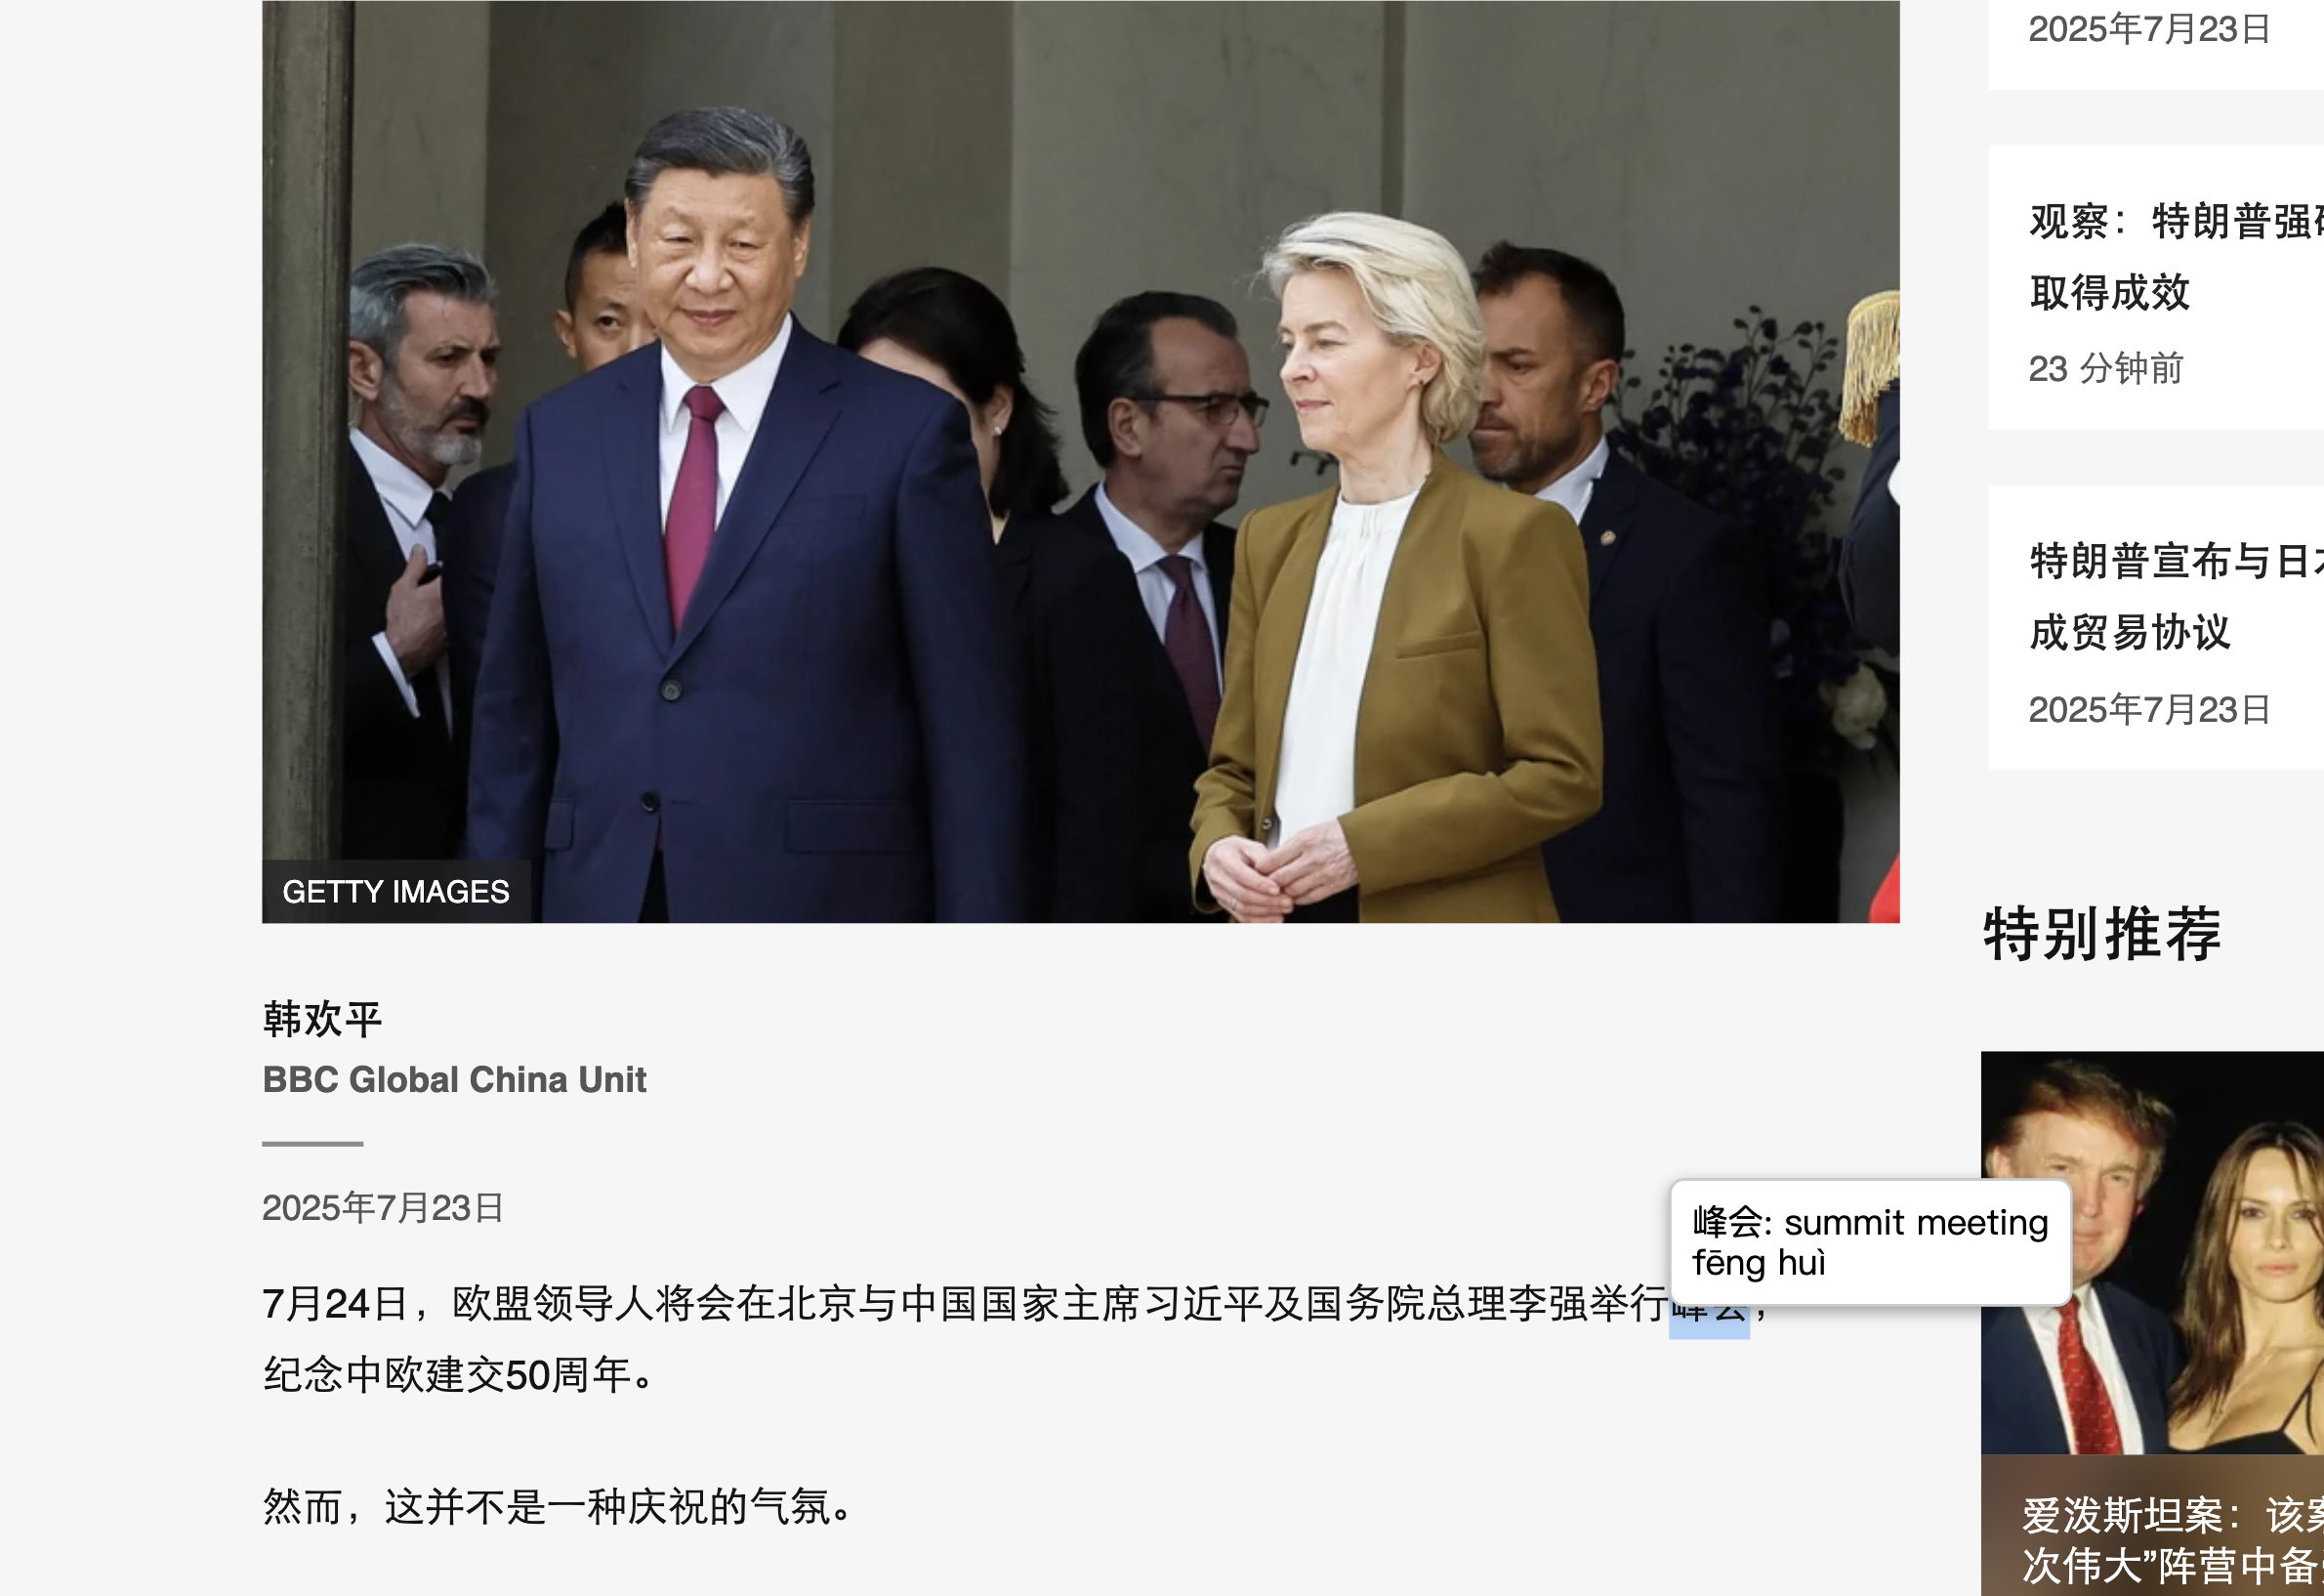 GETTY IMAGES
韩欢平
BBC Global China Unit
2025年7月23日
峰会: summit meeting
fēng huì
7月24日，欧盟领导人将会在北京与中国国家主席习近平及国务院总理李强举行峰会，
纪念中欧建交50周年。
然而，这并不是一种庆祝的气氛。
2025年7月23日
观察：特朗普强
取得成效
23 分钟前
特朗普宣布与日
成贸易协议
2025年7月23日
特别推荐
爱泼斯坦案：该案
次伟大”阵营中备